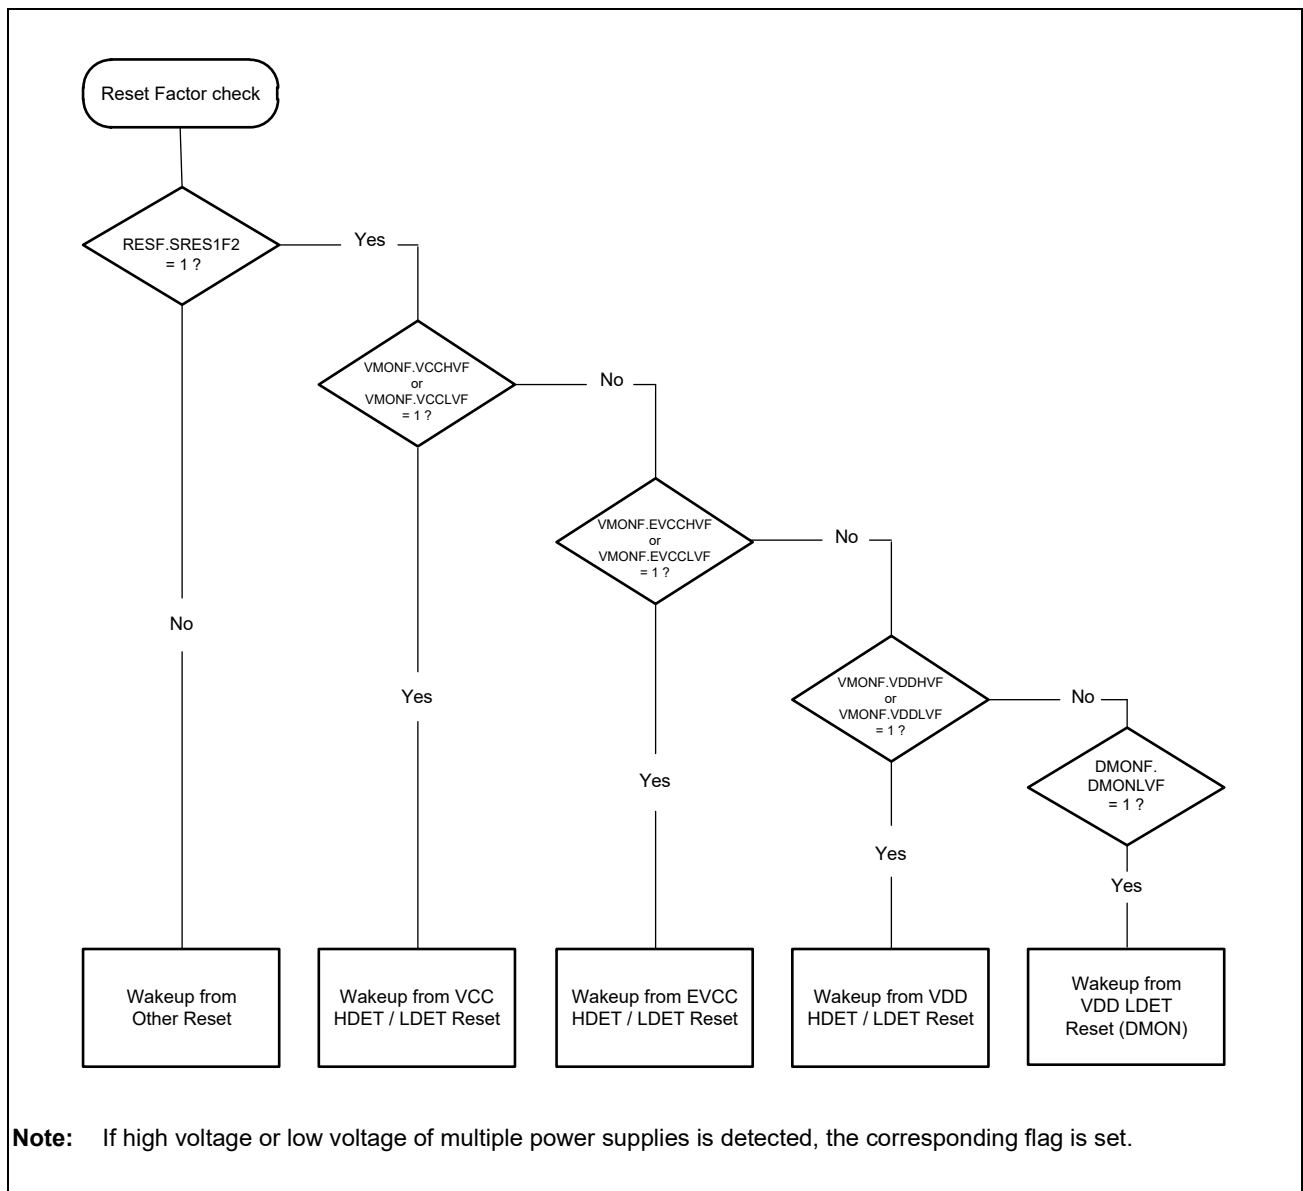 Reset Factor check
RESF.SRES1F2
= 1 ?
Yes
VMONF.VCCHVF
or
VMONF.VCCLVF
= 1 ?
No
VMONF.EVCCHVF
or
VMONF.EVCCLVF
= 1 ?
No
No
VMONF.VDDHVF
or
VMONF.VDDLVF
= 1 ?
No
Yes
DMONF.
DMONLVF
= 1 ?
Yes
Yes
Yes
Wakeup from
Other Reset
Wakeup from VCC
HDET / LDET Reset
Wakeup from EVCC
HDET / LDET Reset
Wakeup from VDD
HDET / LDET Reset
Wakeup from
VDD LDET
Reset (DMON)
Note: If high voltage or low voltage of multiple power supplies is detected, the corresponding flag is set.